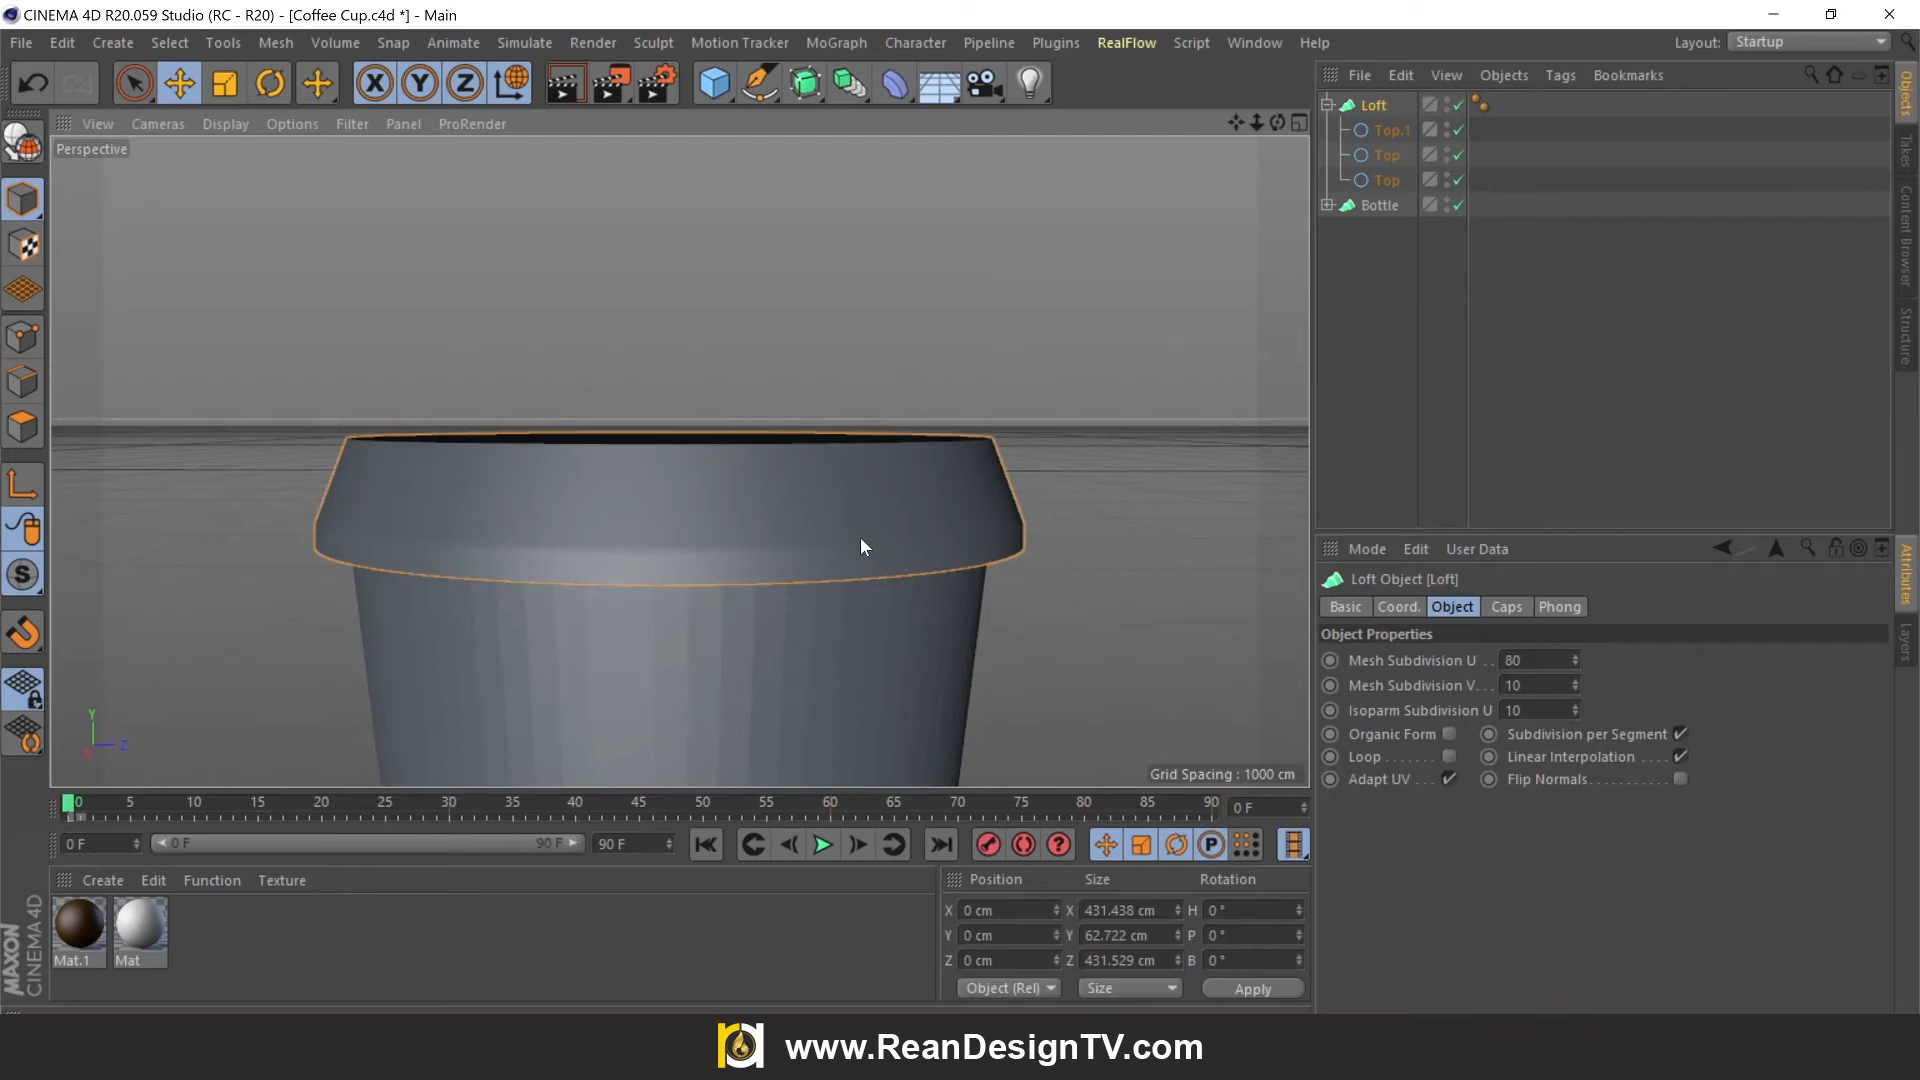 CINEMA 4D R20.059 Studio (RC - R20) - [Coffee Cup.c4d *] - Main
File Edit Create Select Tools Mesh Volume Snap Animate Simulate Render Sculpt Motion Tracker MoGraph Character Pipeline Plugins RealFlow Script Window Help
Layout: Startup
X Y Z
File Edit View Objects Tags Bookmarks
View Cameras Display Options Filter Panel ProRender
Perspective
Loft
Top.1
Top
Top
Bottle
Objects
Takes
Content Browser
Structure
Mode Edit User Data
Loft Object [Loft]
Basic Coord. Object Caps Phong
Object Properties
Mesh Subdivision U . . 80
Mesh Subdivision V. . . 10
Isoparm Subdivision U 10
Organic Form Subdivision per Segment
Loop . . . . . . . Linear Interpolation . . . .
Adapt UV . . . Flip Normals. . . . . . . . . . .
Attributes
Layers
S
Y
Z
X
Grid Spacing : 1000 cm
0 5 10 15 20 25 30 35 40 45 50 55 60 65 70 75 80 85 90
0 F
0 F 0 F 90 F 90 F
P
Create Edit Function Texture
Mat.1 Mat
MAXON
CINEMA 4D
Position Size Rotation
X 0 cm X 431.438 cm H 0 °
Y 0 cm Y 62.722 cm P 0 °
Z 0 cm Z 431.529 cm B 0 °
Object (Rel) Size Apply
www.ReanDesignTV.com